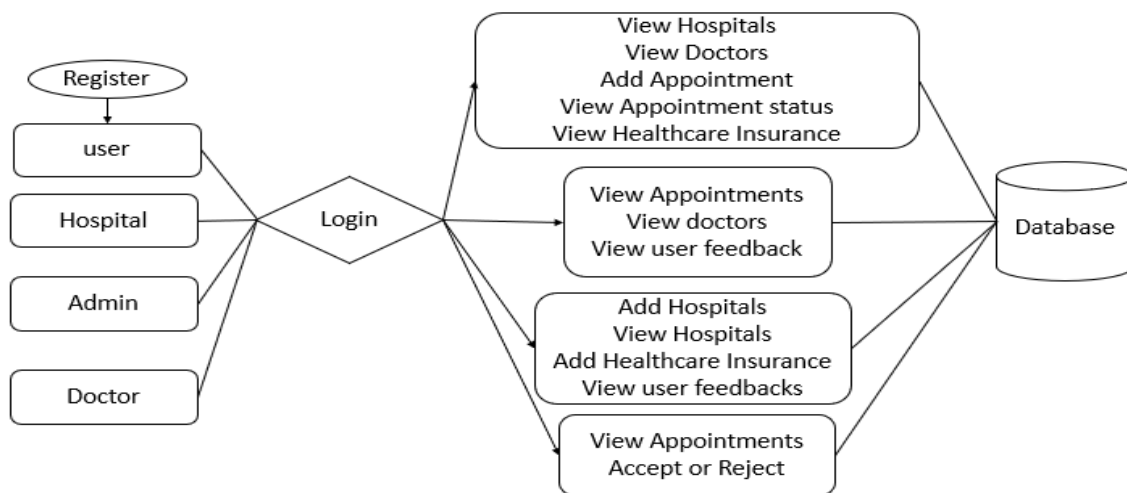 Register
user
Hospital
Admin
Doctor
Login
View Hospitals
View Doctors
Add Appointment
View Appointment status
View Healthcare Insurance
View Appointments
View doctors
View user feedback
Add Hospitals
View Hospitals
Add Healthcare Insurance
View user feedbacks
View Appointments
Accept or Reject
Database